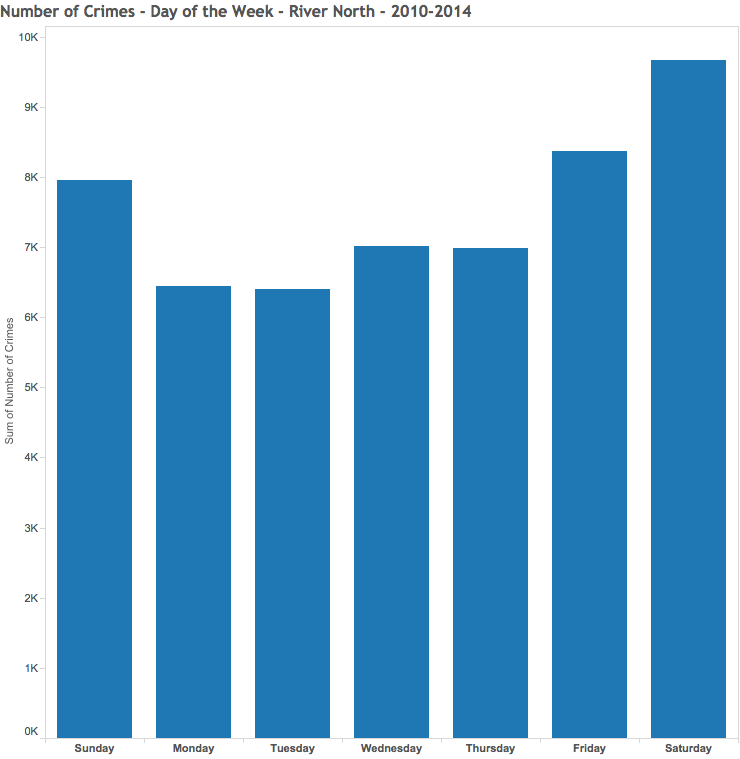 Number of Crimes - Day of the Week - River North - 2010-2014
10K
9K
8K
7K
6K
5K
4K
3K
2K
1K
0K
Sum of Number of Crimes
Sunday Monday Tuesday Wednesday Thursday Friday Saturday